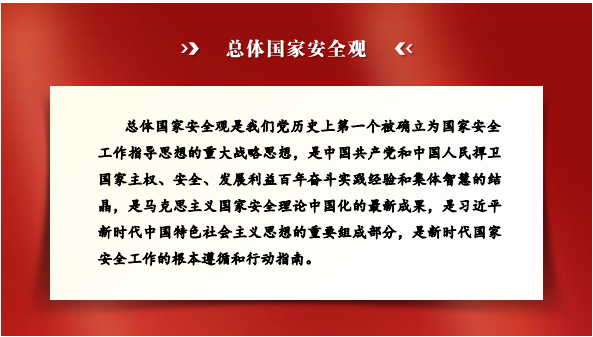 总体国家安全观
总体国家安全观是我们党历史上第一个被确立为国家安全
工作指导思想的重大战略思想，是中国共产党和中国人民捍卫
国家主权、安全、发展利益百年奋斗实践经验和集体智慧的结
晶，是马克思主义国家安全理论中国化的最新成果，是习近平
新时代中国特色社会主义思想的重要组成部分，是新时代国家
安全工作的根本遵循和行动指南。